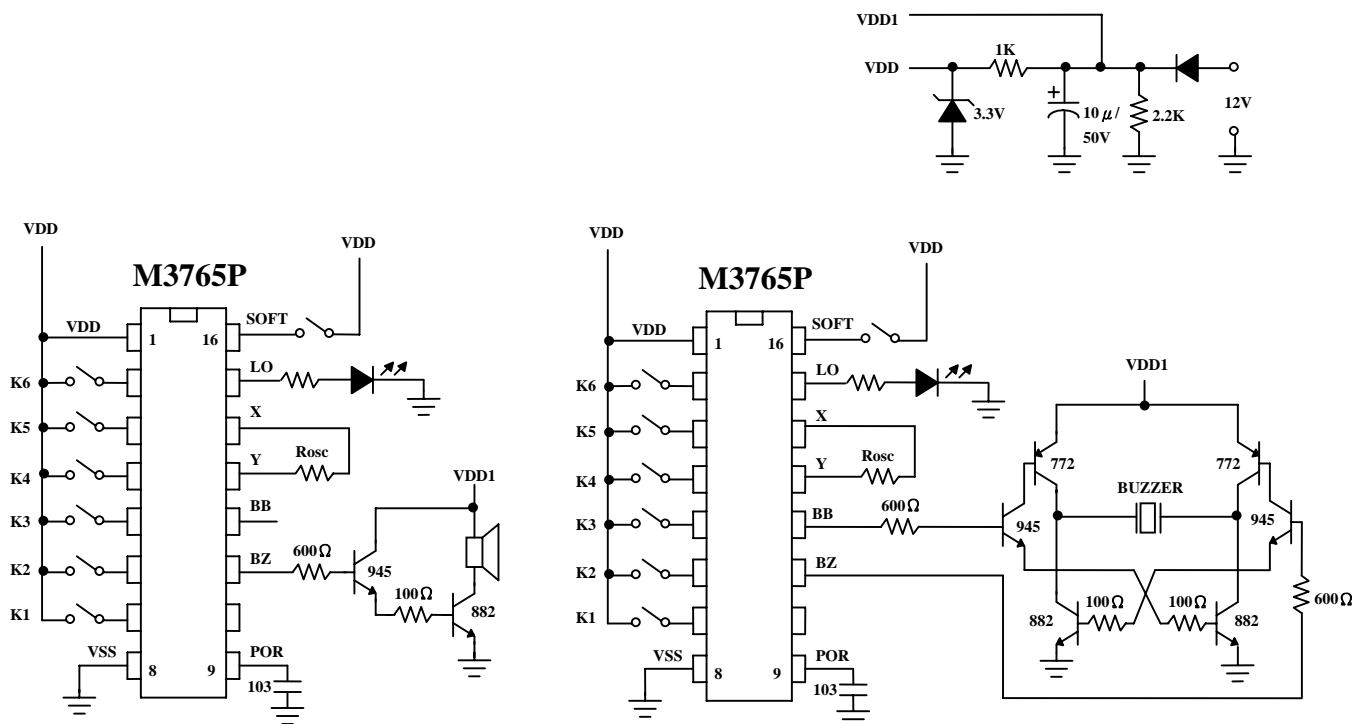 VDD1
VDD
1K
3.3V
10μ/
50V
2.2K
12V
VDD
VDD
M3765P
VDD
1
16
SOFT
K6
LO
K5
X
K4
Y
Rosc
K3
BB
VDD1
K2
BZ
600Ω
945
K1
100Ω
882
VSS
8
9
POR
103
VDD
VDD
M3765P
VDD
1
16
SOFT
K6
LO
K5
X
K4
Y
Rosc
K3
BB
600Ω
K2
BZ
K1
VSS
8
9
POR
103
VDD1
772
772
BUZZER
945
945
100Ω
100Ω
882
882
600Ω